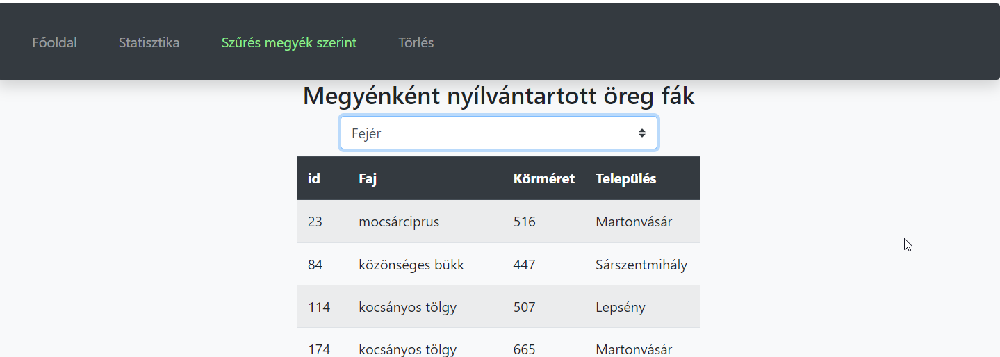 Főoldal Statisztika Szűrés megyék szerint Törlés
Megyénként nyílvántartott öreg fák
Fejér
id Faj Körméret Település
23 mocsárciprus 516 Martonvásár
84 közönséges bükk 447 Sárszentmihály
114 kocsányos tölgy 507 Lepsény
174 kocsányos tölgy 665 Martonvásár